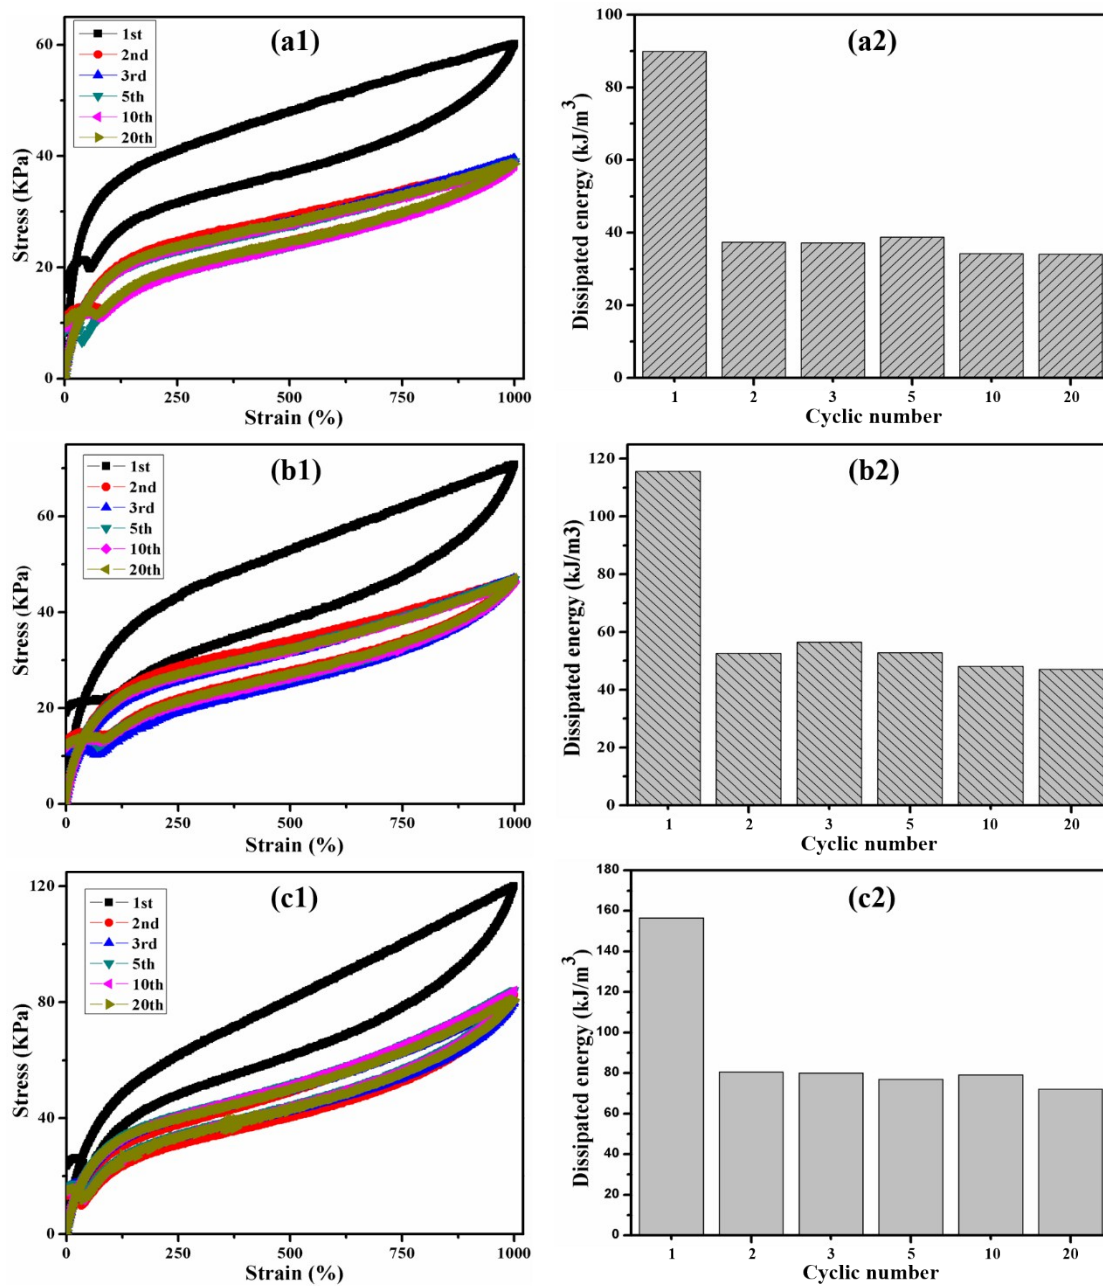 (a1)
1st
2nd
3rd
5th
10th
20th
Stress (KPa)
60
40
20
0
0
250
500
750
1000
Strain (%)
(a2)
Dissipated energy (kJ/m³)
100
80
60
40
20
0
1
2
3
5
10
20
Cyclic number
(b1)
1st
2nd
3rd
5th
10th
20th
Stress (KPa)
60
40
20
0
0
250
500
750
1000
Strain (%)
(b2)
Dissipated energy (kJ/m3)
120
100
80
60
40
20
0
1
2
3
5
10
20
Cyclic number
(c1)
1st
2nd
3rd
5th
10th
20th
Stress (KPa)
120
80
40
0
0
250
500
750
1000
Strain (%)
(c2)
Dissipated energy (kJ/m³)
180
160
140
120
100
80
60
40
20
0
1
2
3
5
10
20
Cyclic number